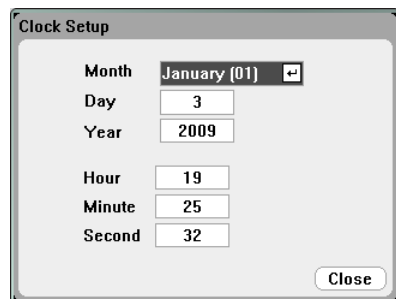 Clock Setup
Month January (01)
Day 3
Year 2009
Hour 19
Minute 25
Second 32
Close